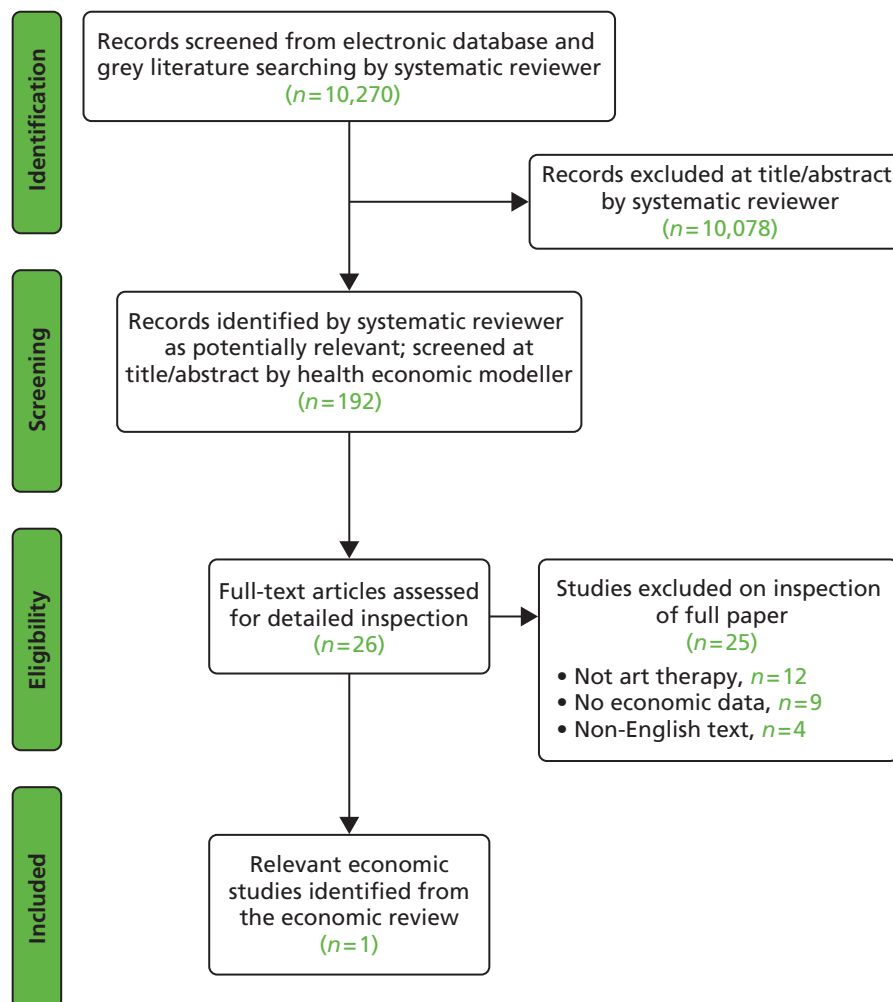 Identification
Records screened from electronic database and
grey literature searching by systematic reviewer
(n=10,270)
Records excluded at title/abstract
by systematic reviewer
(n=10,078)
Screening
Records identified by systematic reviewer
as potentially relevant; screened at
title/abstract by health economic modeller
(n=192)
Eligibility
Full-text articles assessed
for detailed inspection
(n=26)
Studies excluded on inspection
of full paper
(n=25)
• Not art therapy, n=12
• No economic data, n=9
• Non-English text, n=4
Included
Relevant economic
studies identified from
the economic review
(n=1)